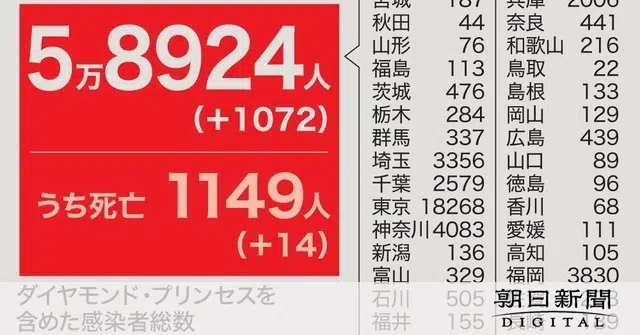 5万8924人
(+1072)
うち死亡 1149人
(+14)
ダイヤモンド・プリンセスを
含めた感染者総数
宮城 187
秋田 44
山形 76
福島 113
茨城 476
栃木 284
群馬 337
埼玉 3356
千葉 2579
東京 18268
神奈川 4083
新潟 136
富山 329
石川 505
福井 155
兵庫 2006
奈良 441
和歌山 216
鳥取 22
島根 133
岡山 129
広島 439
山口 89
徳島 96
香川 68
愛媛 111
高知 105
福岡 3830
朝日新聞
DIGITAL